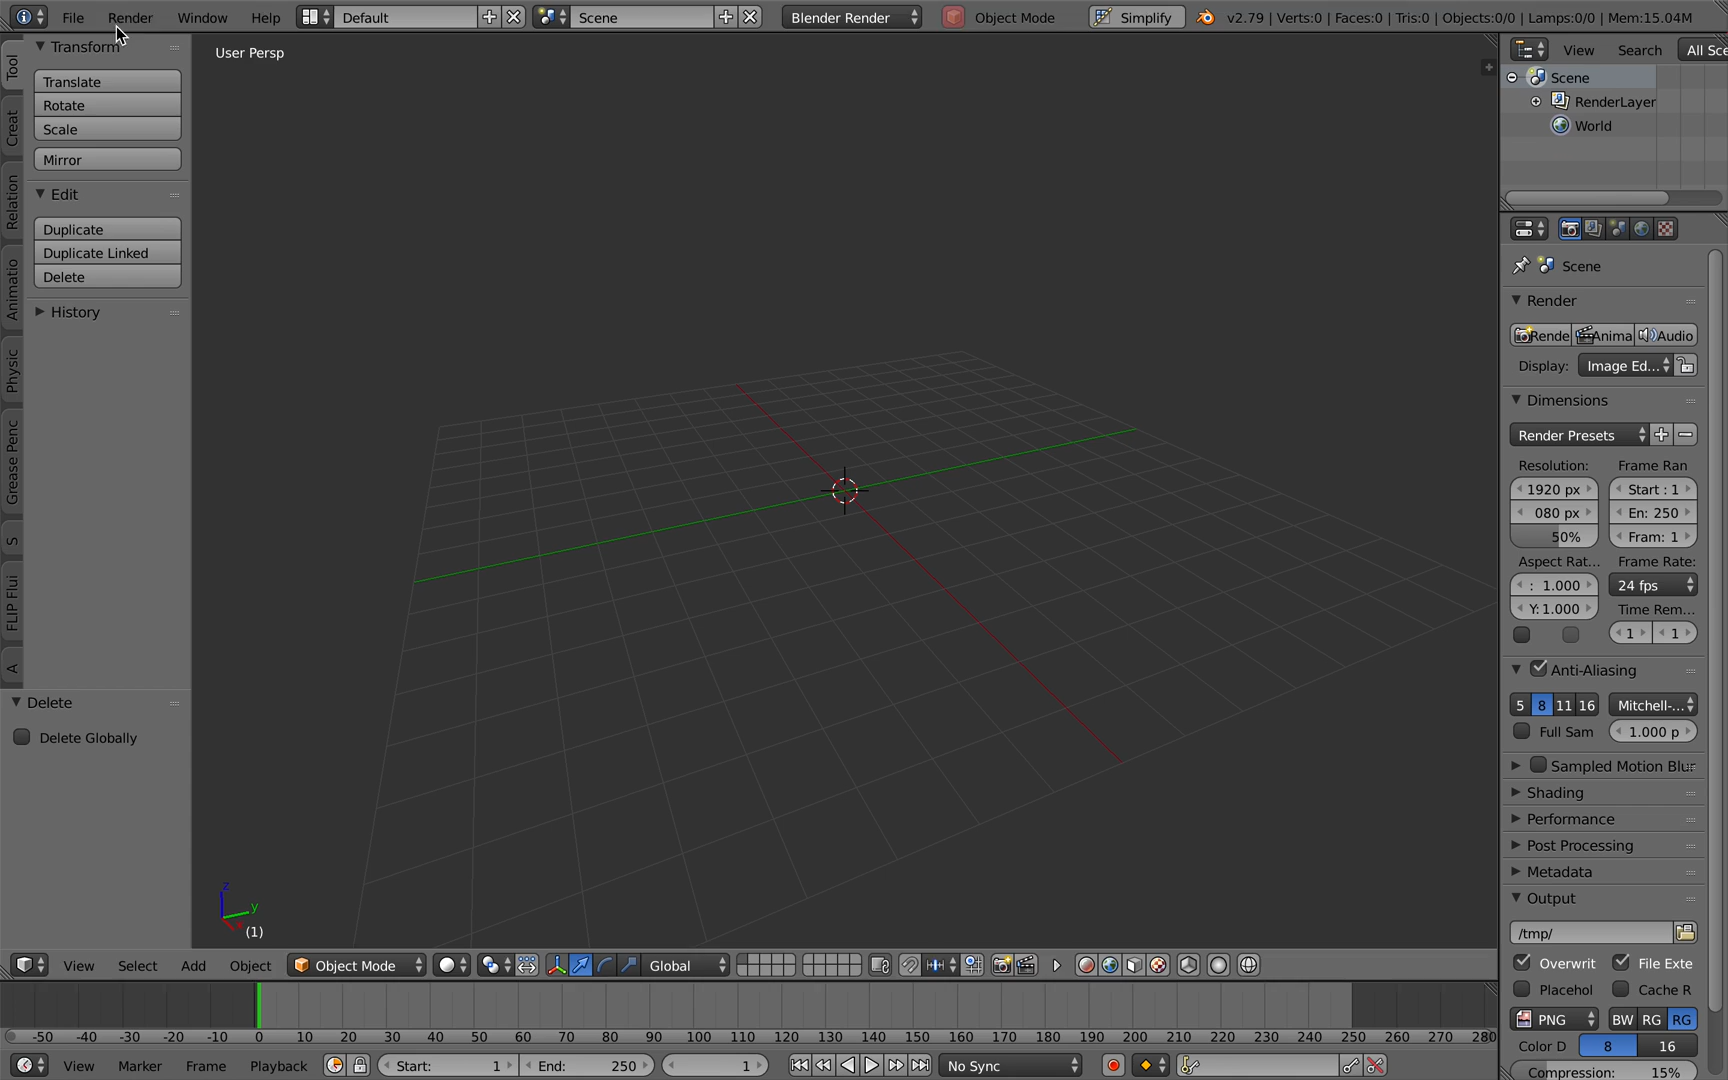 File Render Window Help Default Scene Blender Render Object Mode Simplify v2.79 | Verts:0 | Faces:0 | Tris:0 | Objects:0/0 | Lamps:0/0 | Mem:15.04M
Transform
Translate
Rotate
Scale
Mirror
Edit
Duplicate
Duplicate Linked
Delete
History
Tool
Creat
Relation
Animatio
Physic
Grease Penc
S
FLIP Flui
A
Delete
Delete Globally
User Persp
z
y
(1)
View Select Add Object Object Mode Global
-50 -40 -30 -20 -10 0 10 20 30 40 50 60 70 80 90 100 110 120 130 140 150 160 170 180 190 200 210 220 230 240 250 260 270 280
View Marker Frame Playback Start: 1 End: 250 1 No Sync
View Search All Sce
Scene
RenderLayer
World
Scene
Render
Rende Anima Audio
Display: Image Ed...
Dimensions
Render Presets
Resolution: Frame Ran
1920 px Start : 1
080 px En: 250
50% Fram: 1
Aspect Rat... Frame Rate:
: 1.000 24 fps
Y: 1.000 Time Rem...
1 1
Anti-Aliasing
5 8 11 16 Mitchell-...
Full Sam 1.000 p
Sampled Motion Blur
Shading
Performance
Post Processing
Metadata
Output
/tmp/
Overwrit File Exte
Placehol Cache R
PNG BW RG RG
Color D 8 16
Compression: 15%